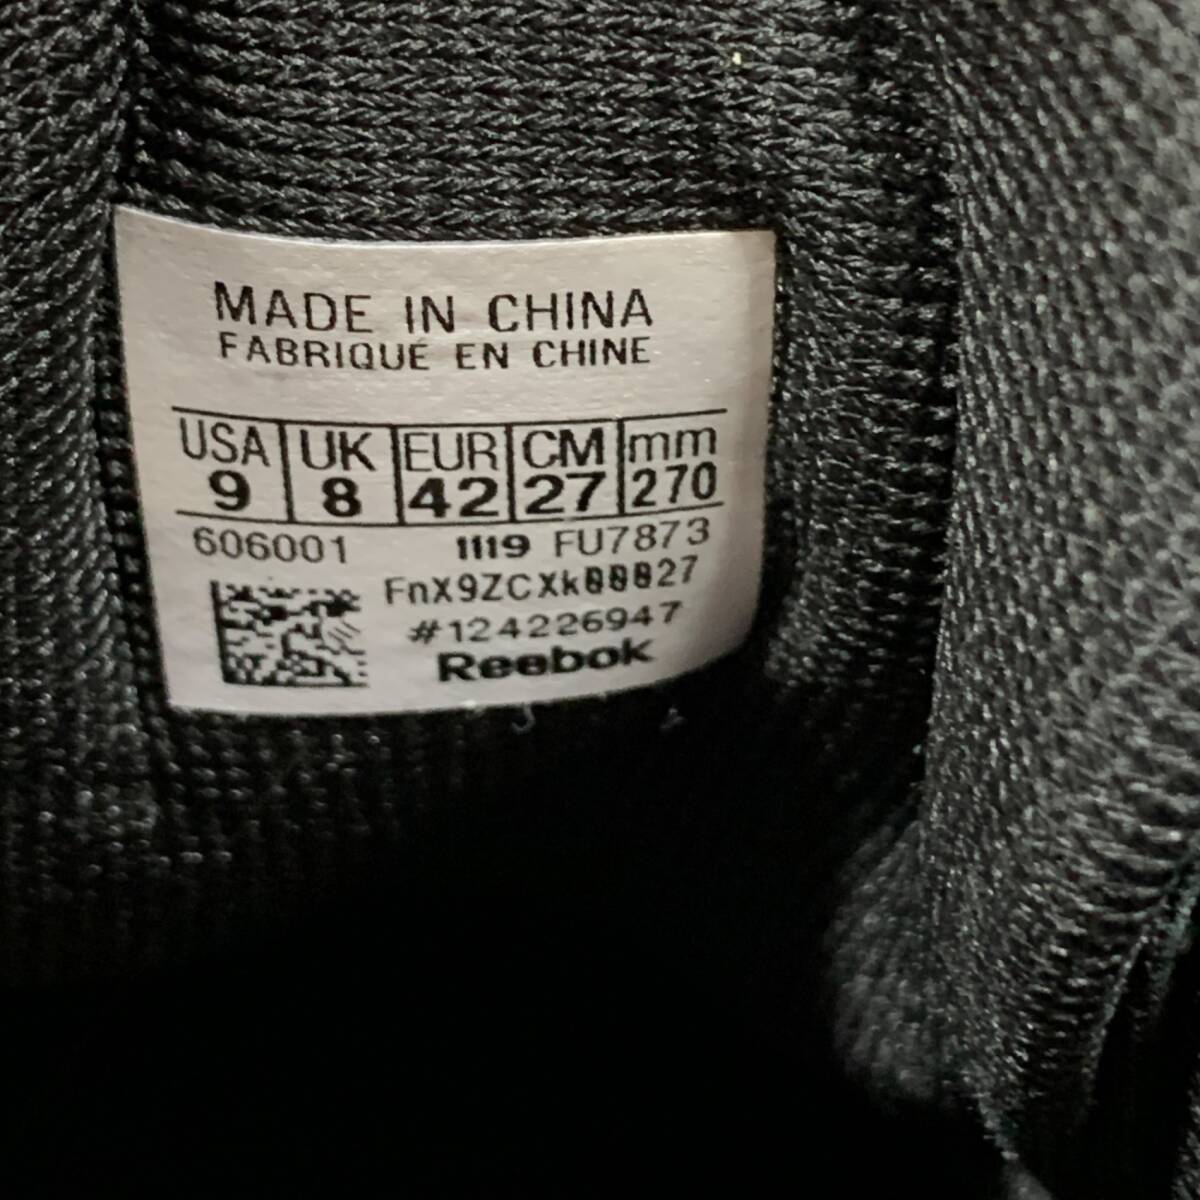 MADE IN CHINA
FABRIQUÉ EN CHINE
USA UK EUR CM mm
9 8 42 27 270
606001 1119 FU7873
FnX9ZCXk00027
#124226947
Reebok